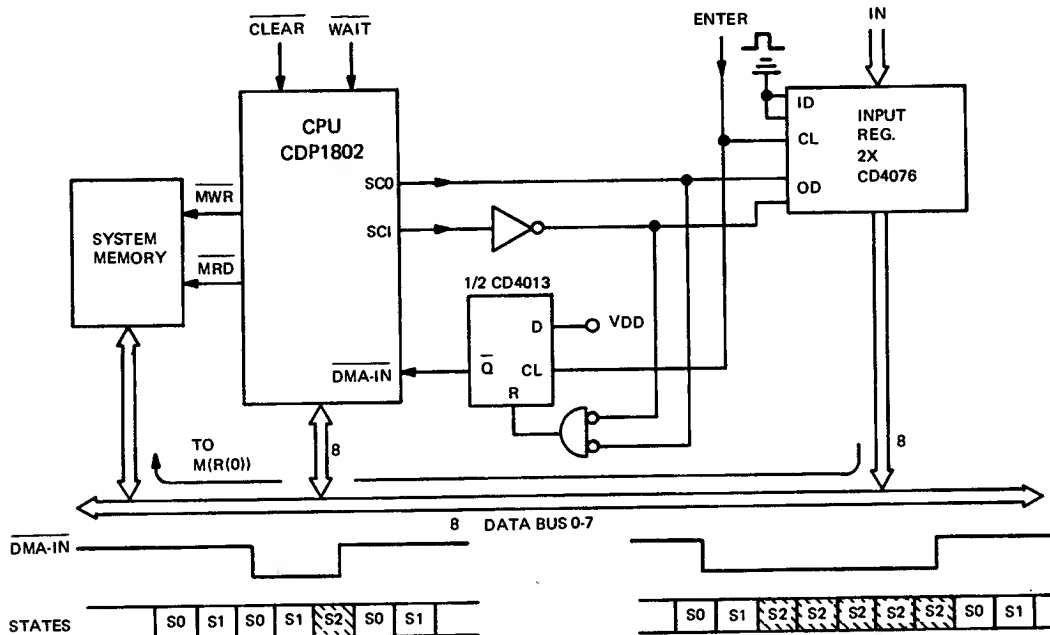 CLEAR WAIT
ENTER
IN
CPU
CDP1802
ID
CL
OD
INPUT
REG.
2X
CD4076
SC0
SC1
MWR
SYSTEM
MEMORY
MRD
1/2 CD4013
D
VDD
DMA-IN
Q
CL
R
TO
M(R(0))
8
8
8 DATA BUS 0-7
DMA-IN
STATES
S0 S1 S0 S1 S2 S0 S1
S0 S1 S2 S2 S2 S2 S2 S0 S1